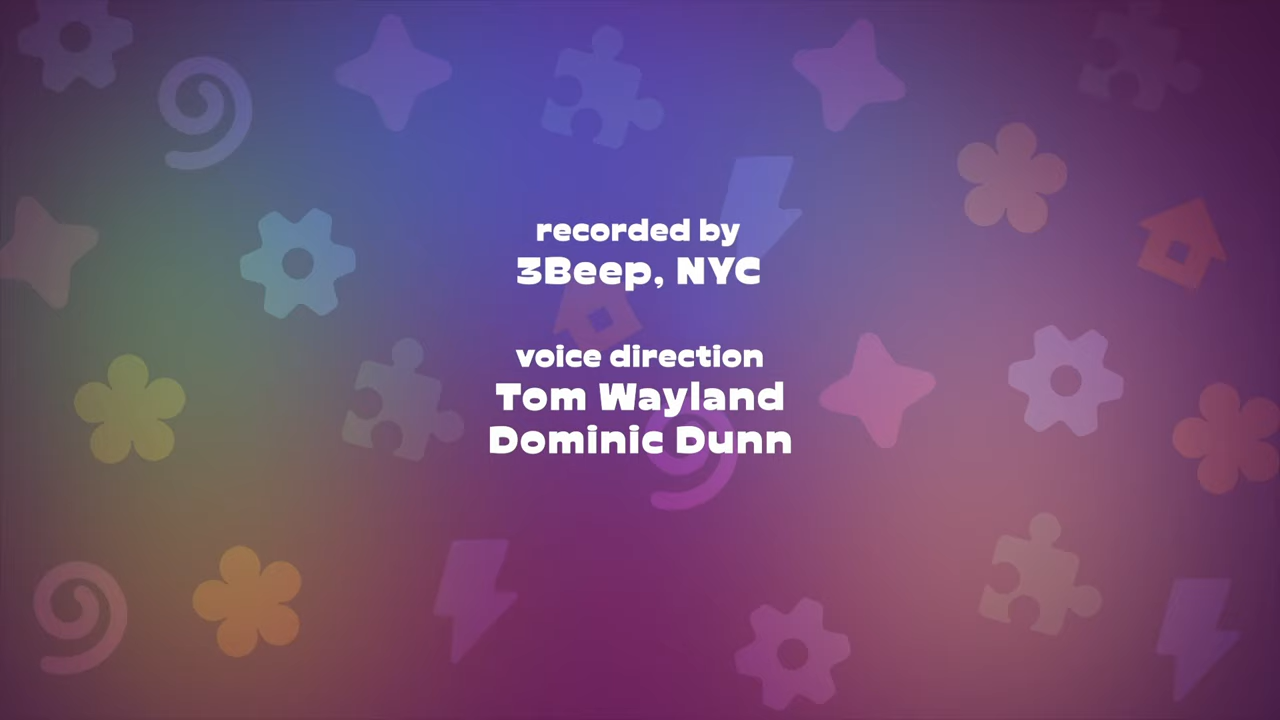 recorded by
3Beep, NYC
voice direction
Tom Wayland
Dominic Dunn